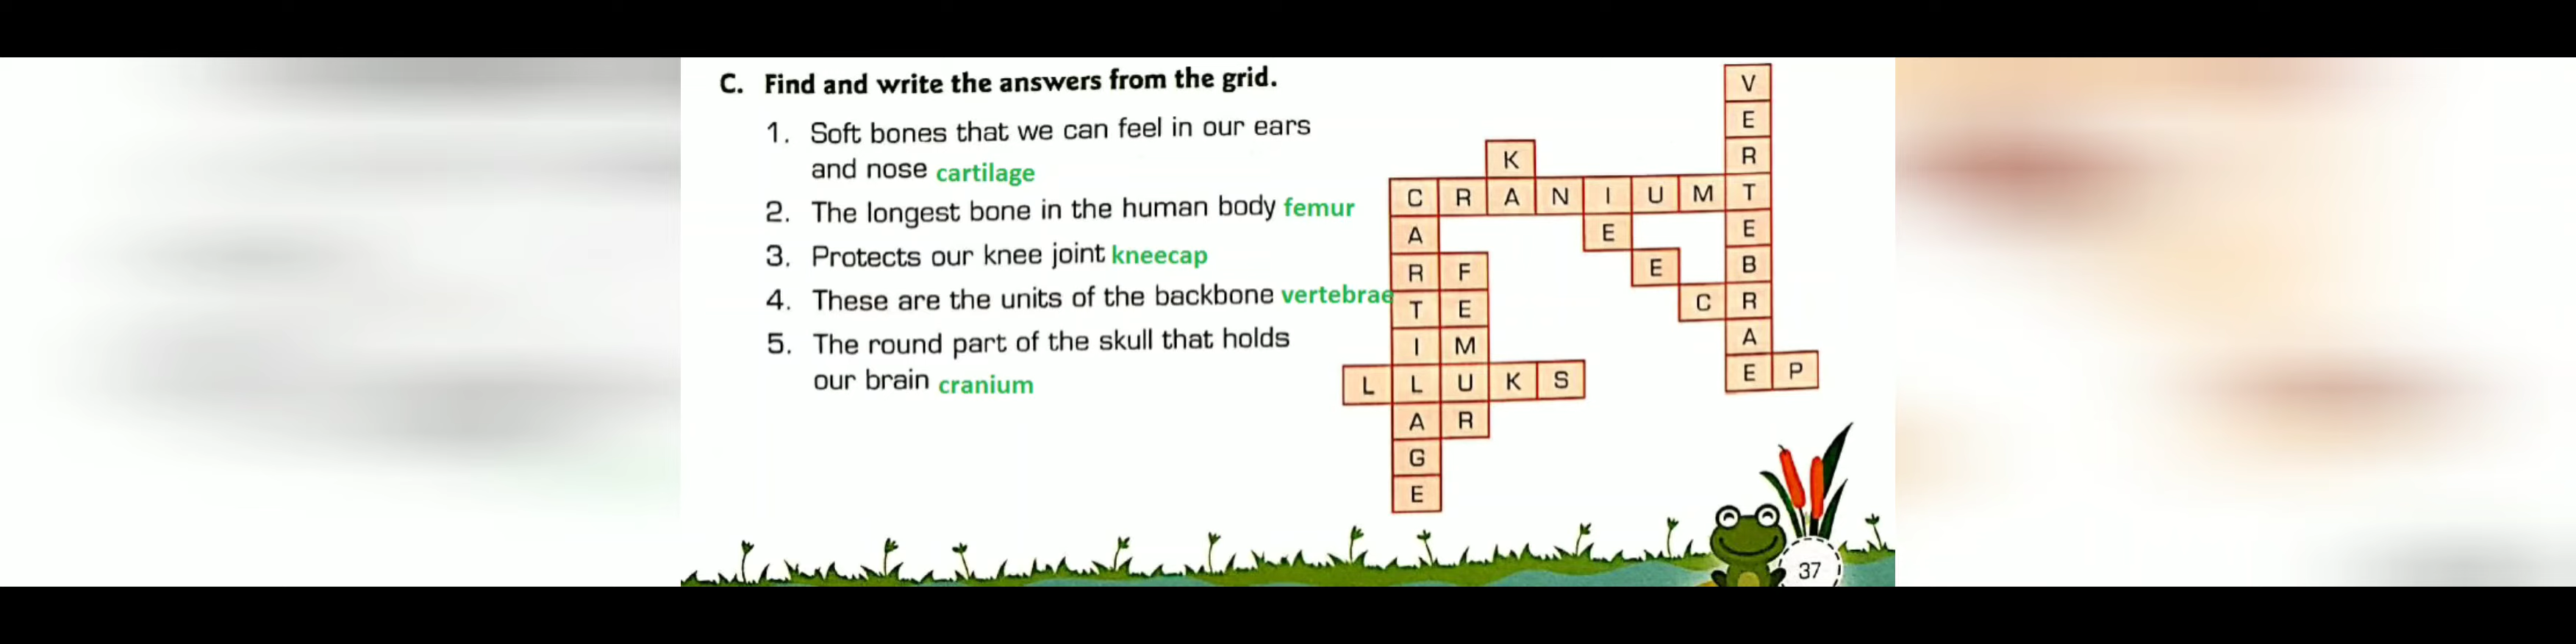 C. Find and write the answers from the grid.
1. Soft bones that we can feel in our ears
and nose cartilage
2. The longest bone in the human body femur
3. Protects our knee joint kneecap
4. These are the units of the backbone vertebrae
5. The round part of the skull that holds
our brain cranium
V
E
R
K
C R A N I U M T
A E E
R F E B
T E C R
I M A
L L U K S E P
A R
G
E
37